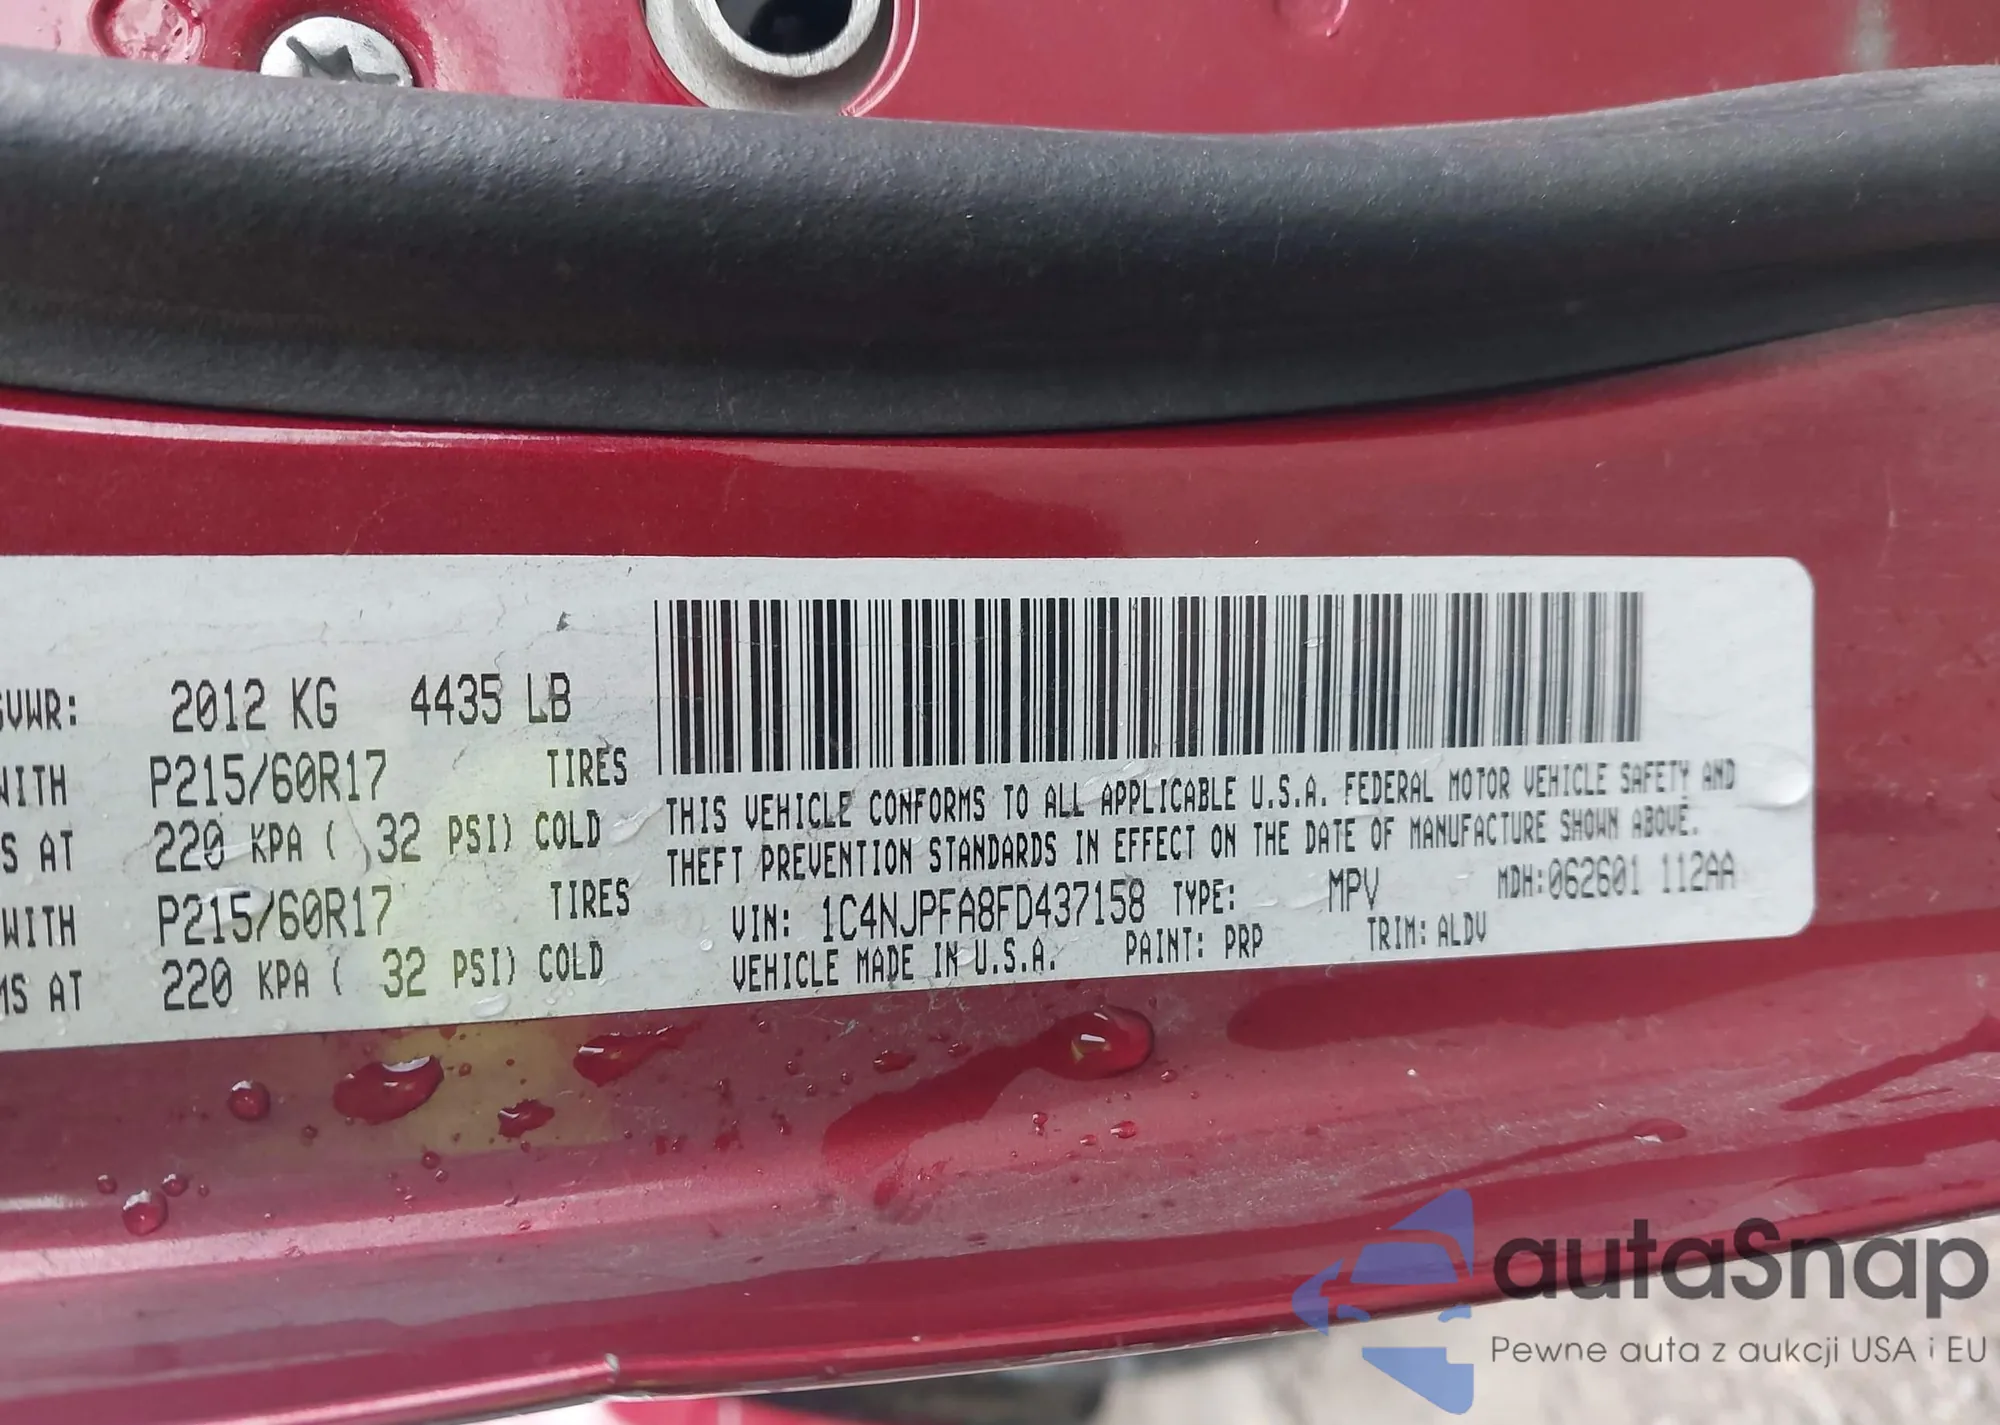 GVWR: 2012 KG 4435 LB
WITH P215/60R17 TIRES
S AT 220 KPA ( 32 PSI) COLD
WITH P215/60R17 TIRES
MS AT 220 KPA ( 32 PSI) COLD
THIS VEHICLE CONFORMS TO ALL APPLICABLE U.S.A. FEDERAL MOTOR VEHICLE SAFETY AND
THEFT PREVENTION STANDARDS IN EFFECT ON THE DATE OF MANUFACTURE SHOWN ABOVE.
VIN: 1C4NJPFA8FD437158 TYPE: MPV MDH:062601 112AA
VEHICLE MADE IN U.S.A. PAINT: PRP TRIM: ALDV
autaSnap
Pewne auta z aukcji USA i EU